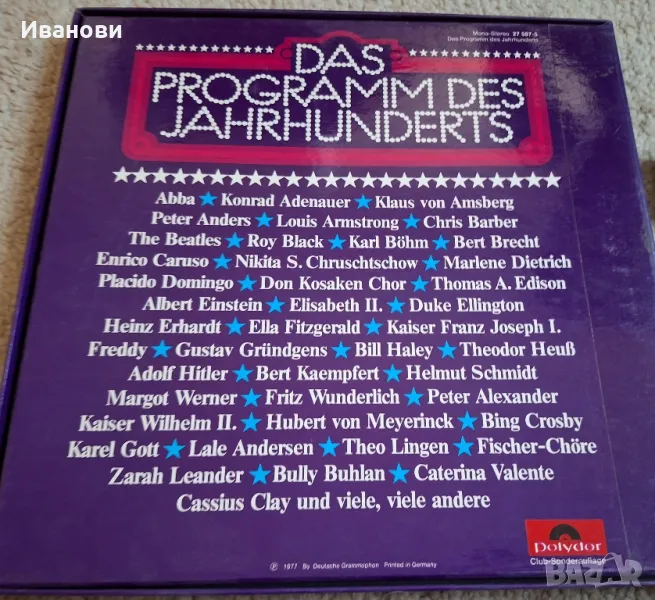 Иванови
Mono-Stereo 27 587-5
Das Programm des Jahrhunderts
DAS
PROGRAMM DES
JAHRHUNDERTS
Abba ★ Konrad Adenauer ★ Klaus von Amsberg
Peter Anders ★ Louis Armstrong ★ Chris Barber
The Beatles ★ Roy Black ★ Karl Böhm ★ Bert Brecht
Enrico Caruso ★ Nikita S. Chruschtschow ★ Marlene Dietrich
Placido Domingo ★ Don Kosaken Chor ★ Thomas A. Edison
Albert Einstein ★ Elisabeth II. ★ Duke Ellington
Heinz Erhardt ★ Ella Fitzgerald ★ Kaiser Franz Joseph I.
Freddy ★ Gustav Gründgens ★ Bill Haley ★ Theodor Heuß
Adolf Hitler ★ Bert Kaempfert ★ Helmut Schmidt
Margot Werner ★ Fritz Wunderlich ★ Peter Alexander
Kaiser Wilhelm II. ★ Hubert von Meyerinck ★ Bing Crosby
Karel Gott ★ Lale Andersen ★ Theo Lingen ★ Fischer-Chöre
Zarah Leander ★ Bully Buhlan ★ Caterina Valente
Cassius Clay und viele, viele andere
Polydor
Club-Sonderauflage
℗ 1977 By Deutsche Grammophon Printed in Germany
BAZAR